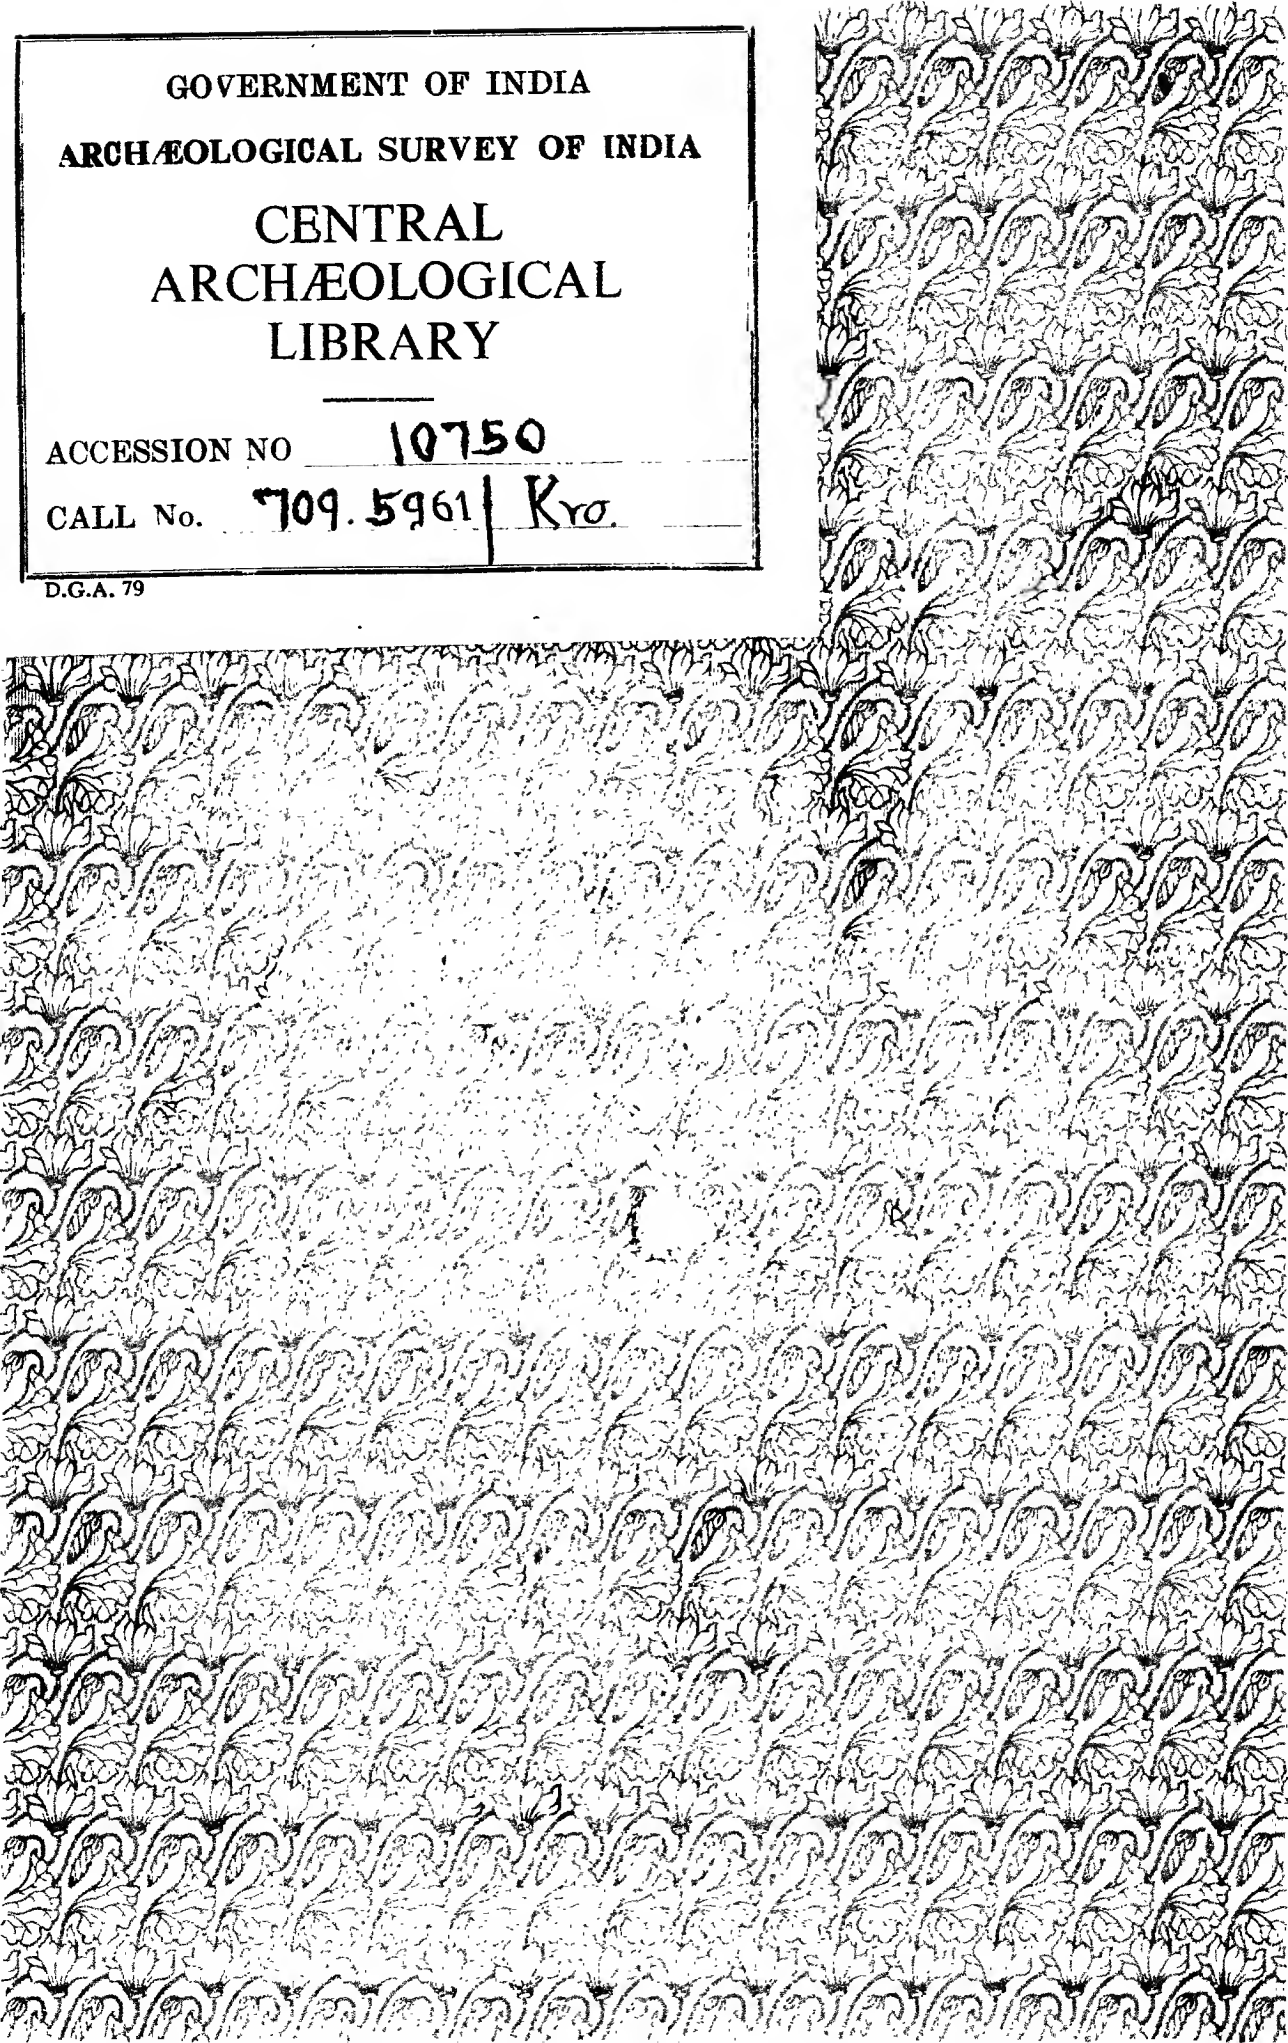 GOVERNMENT OF INDIA
ARCHÆOLOGICAL SURVEY OF INDIA
CENTRAL
ARCHÆOLOGICAL
LIBRARY
ACCESSION NO 10750
CALL No. 709.5961 | Kro.
D.G.A. 79